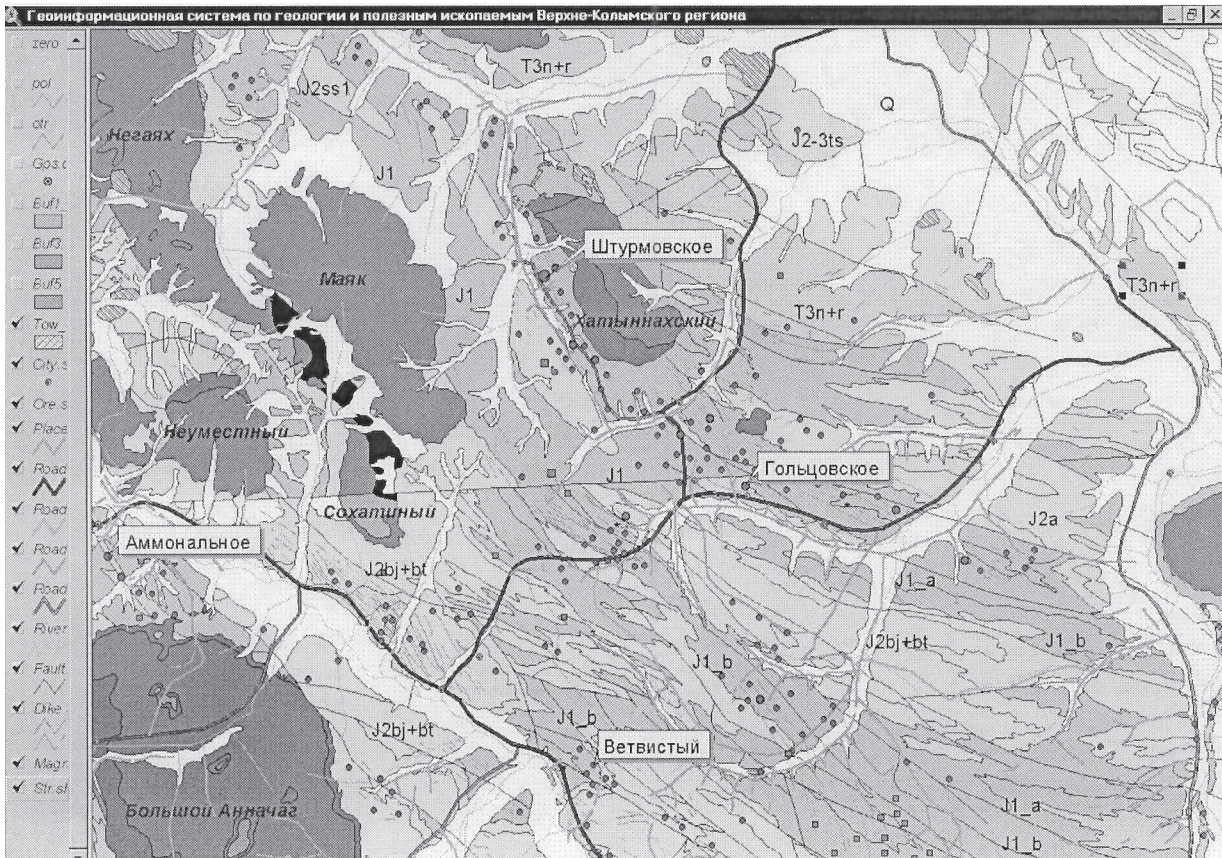 Геоинформационная система по геологии и полезным ископаемым Верхне-Колымского региона
zero
pol
otr
Gps.c
Buf1_
Buf3.
Buf5
Tow_
City.s
Ore.s
Place
Road
Road
Road
Road
River
Fault
Dike
Magr
Str.sl
T3n+r
J2ss1
Q
Негаях
J2-3ts
J1
Штурмовское
Маяк
J1
T3n+r
T3n+r
Хатыннахский
Неуместный
Гольцовское
J1
Сохатиный
J2a
Аммональное
J2bj+bt
J1_a
J2bj+bt
J1_b
J1_b
J2bj+bt
J1_b
Ветвистый
Большой Анначаг
J1_a
J1_b